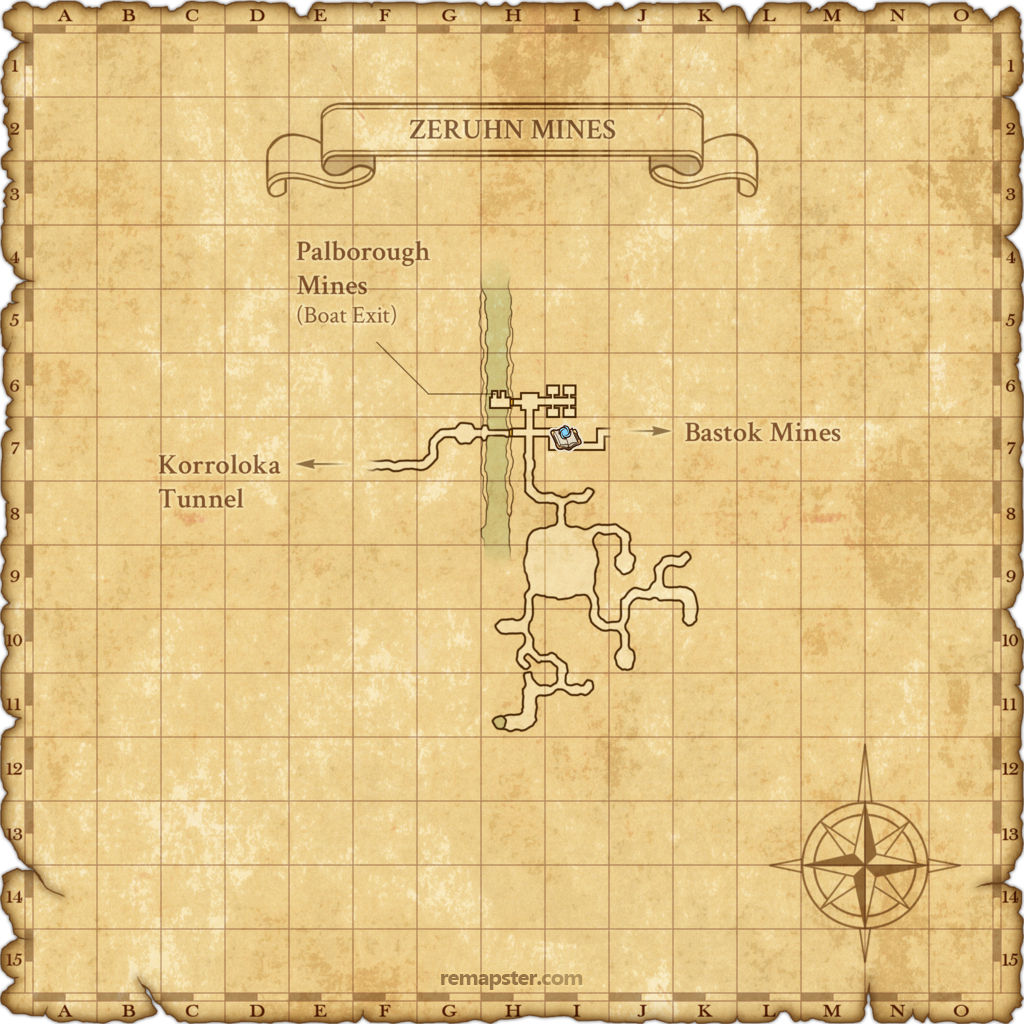 A B C D E F G H I J K L M N O
1 1
2 2
ZERUHN MINES
3 3
4 4
Palborough
Mines
(Boat Exit)
5 5
6 6
Bastok Mines
7 7
Korroloka
Tunnel
8 8
9 9
10 10
11 11
12 12
13 13
14 14
15 15
remapster.com
A B C D E F G H I J K L M N O